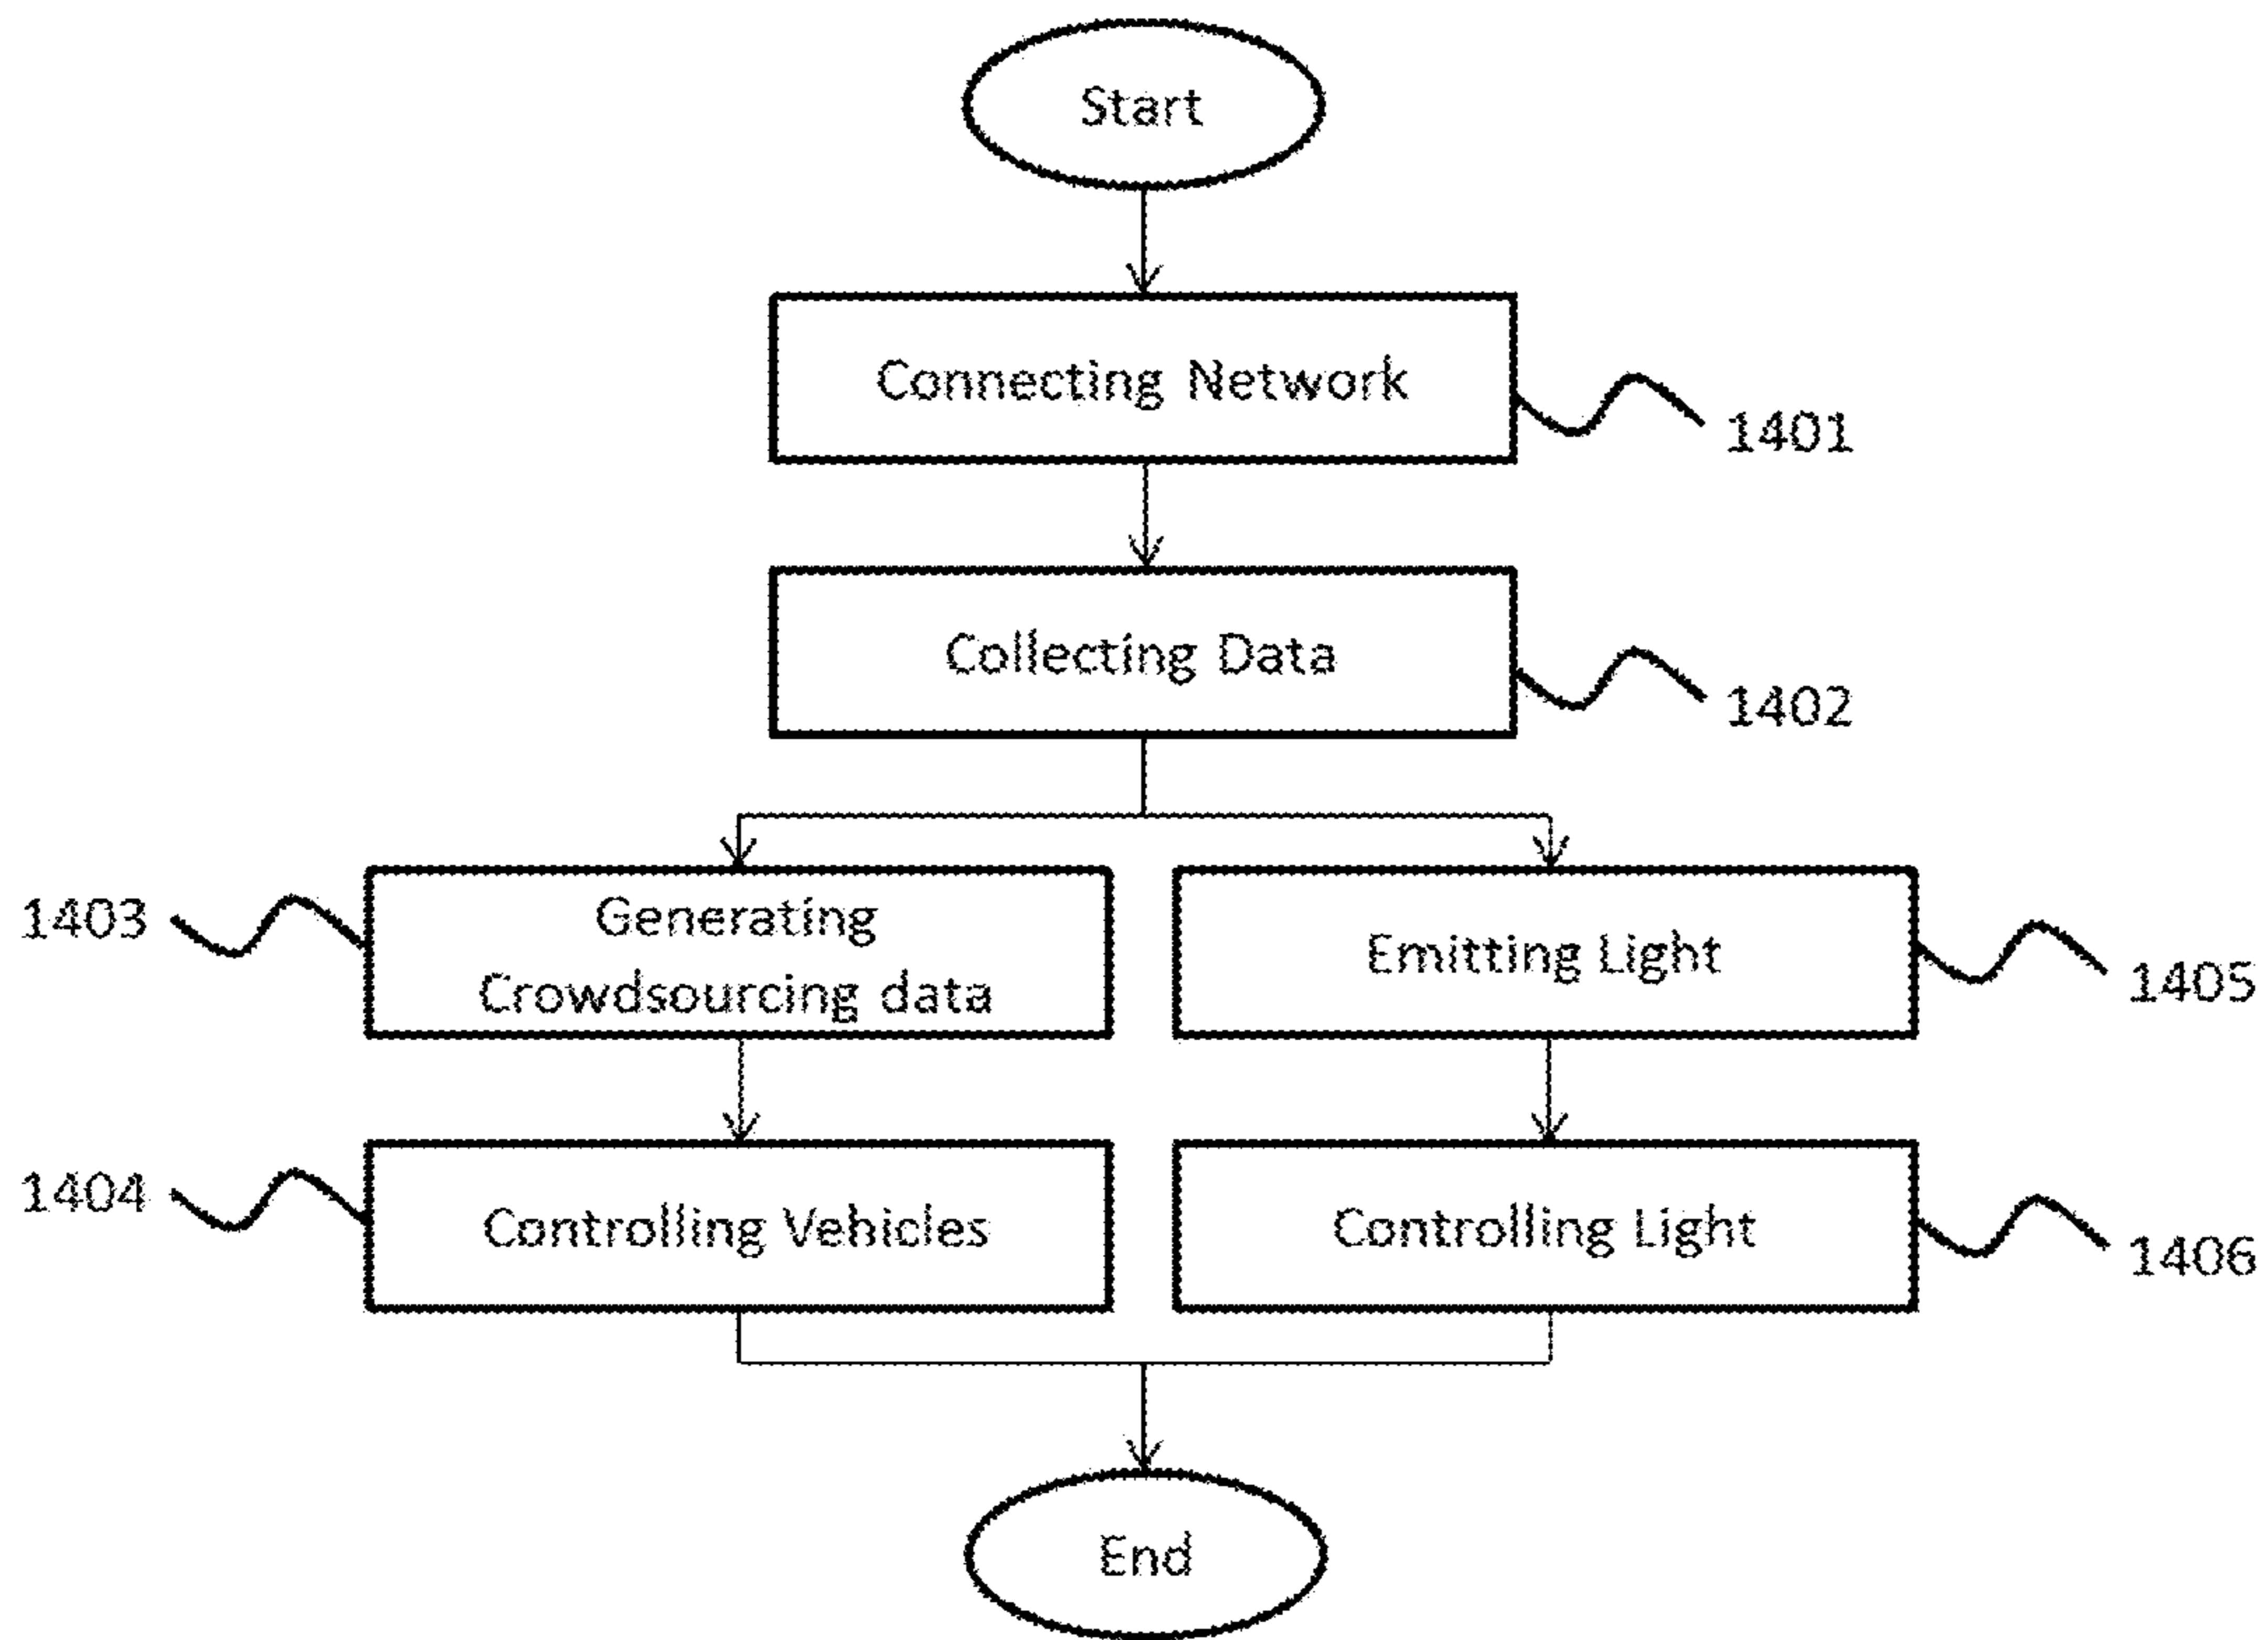 Start
Connecting Network
1401
Collecting Data
1402
1403
Generating
Crowdsourcing data
Emitting Light
1405
1404
Controlling Vehicles
Controlling Light
1406
End